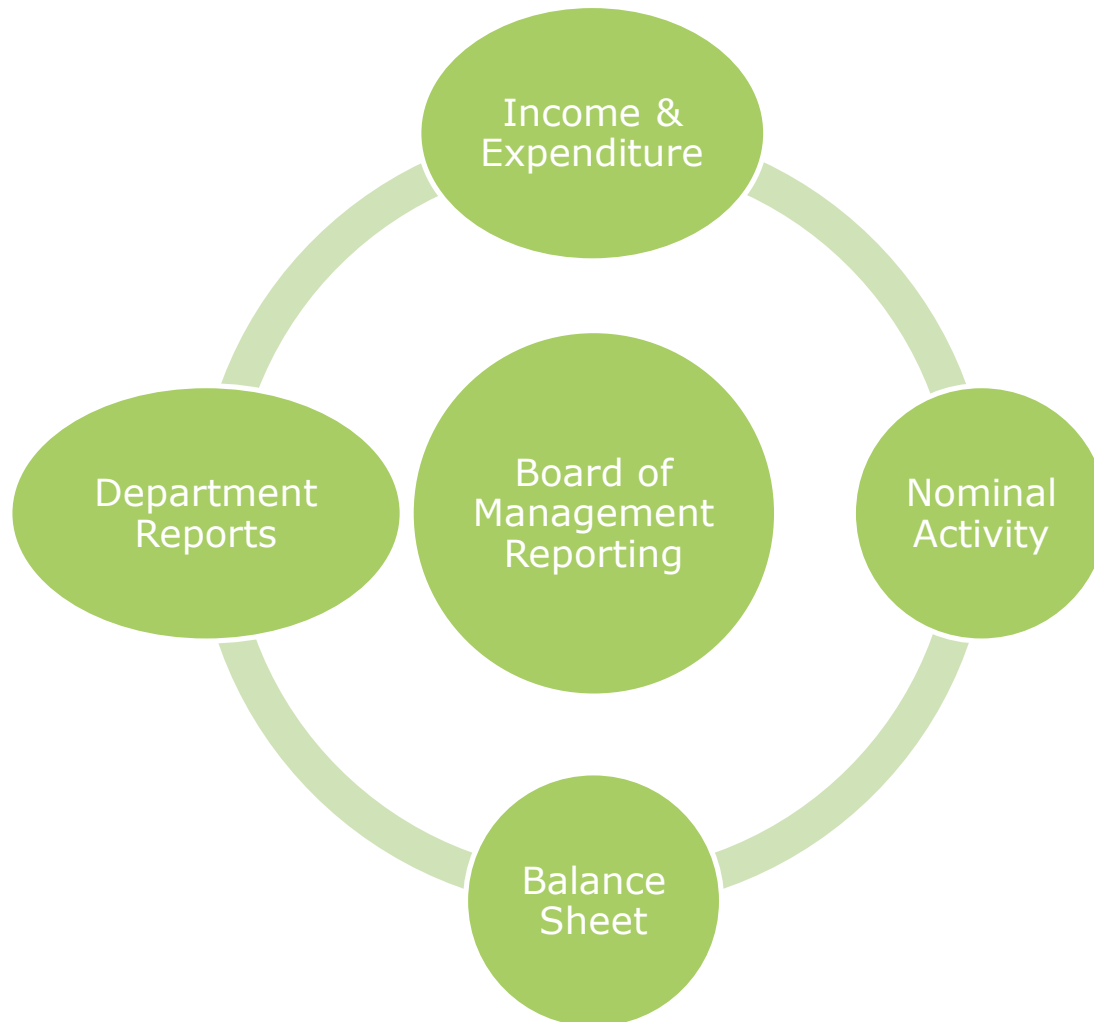 Income &
Expenditure
Department
Reports
Board of
Management
Reporting
Nominal
Activity
Balance
Sheet